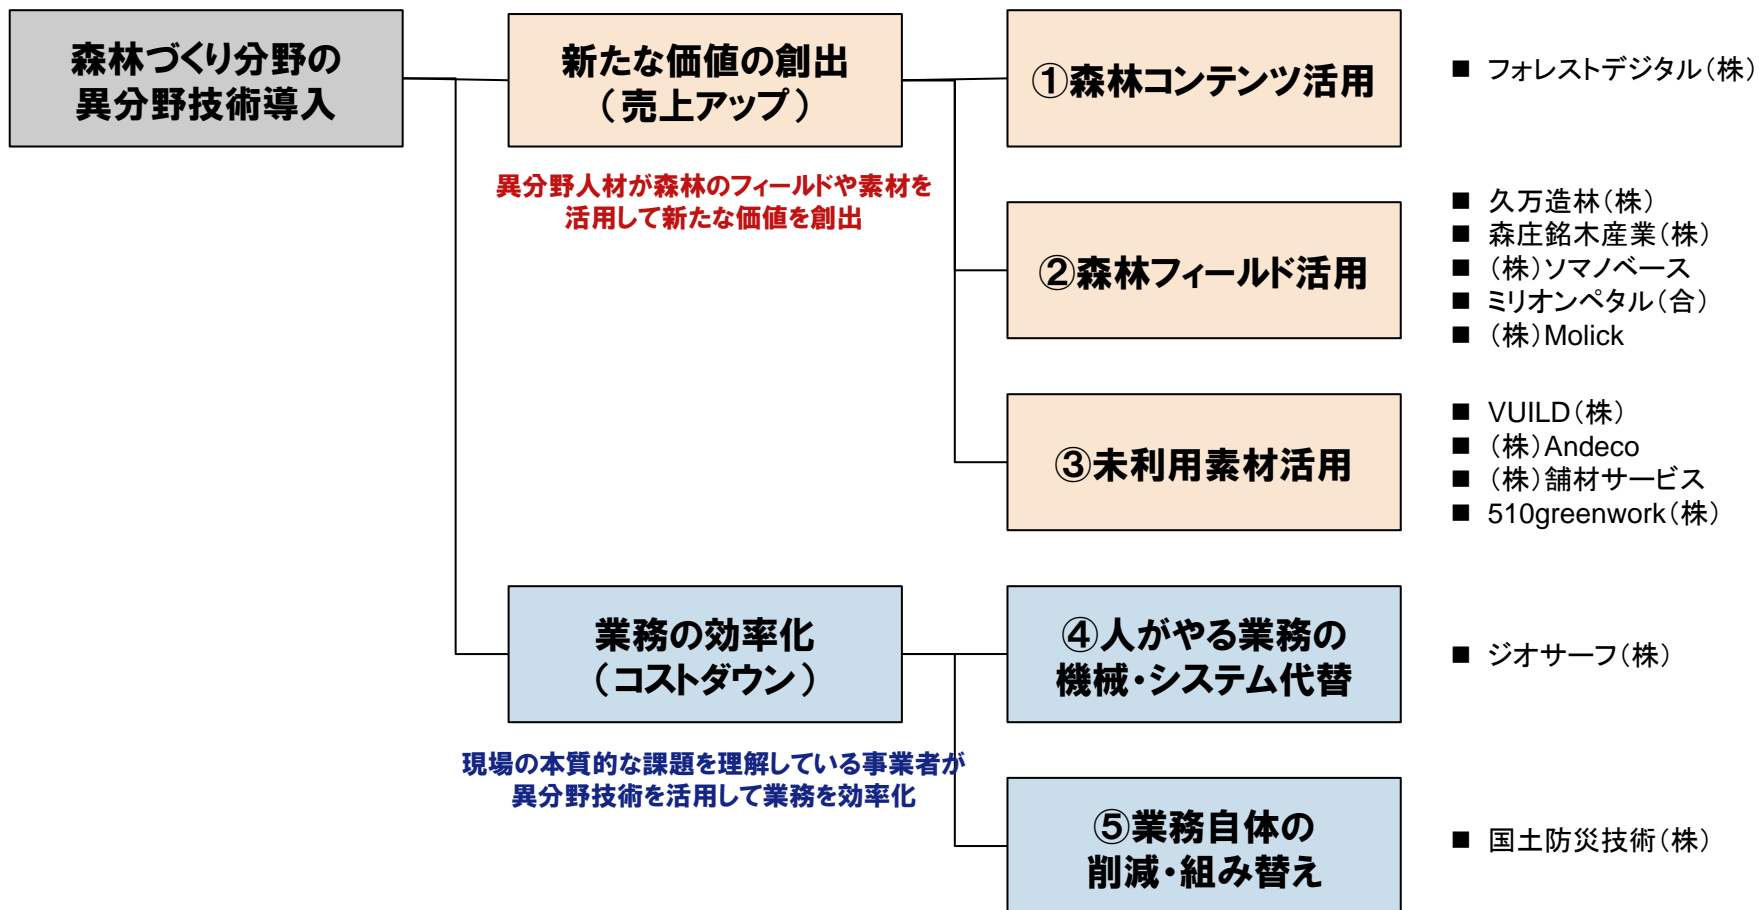 森林づくり分野の
異分野技術導入
新たな価値の創出
（売上アップ）
異分野人材が森林のフィールドや素材を
活用して新たな価値を創出
①森林コンテンツ活用
■ フォレストデジタル（株）
②森林フィールド活用
■ 久万造林（株）
■ 森庄銘木産業（株）
■ （株）ソマノベース
■ ミリオンペタル（合）
■ （株）Molick
③未利用素材活用
■ VUILD（株）
■ （株）Andeco
■ （株）舗材サービス
■ 510greenwork（株）
業務の効率化
（コストダウン）
現場の本質的な課題を理解している事業者が
異分野技術を活用して業務を効率化
④人がやる業務の
機械・システム代替
■ ジオサーフ（株）
⑤業務自体の
削減・組み替え
■ 国土防災技術（株）